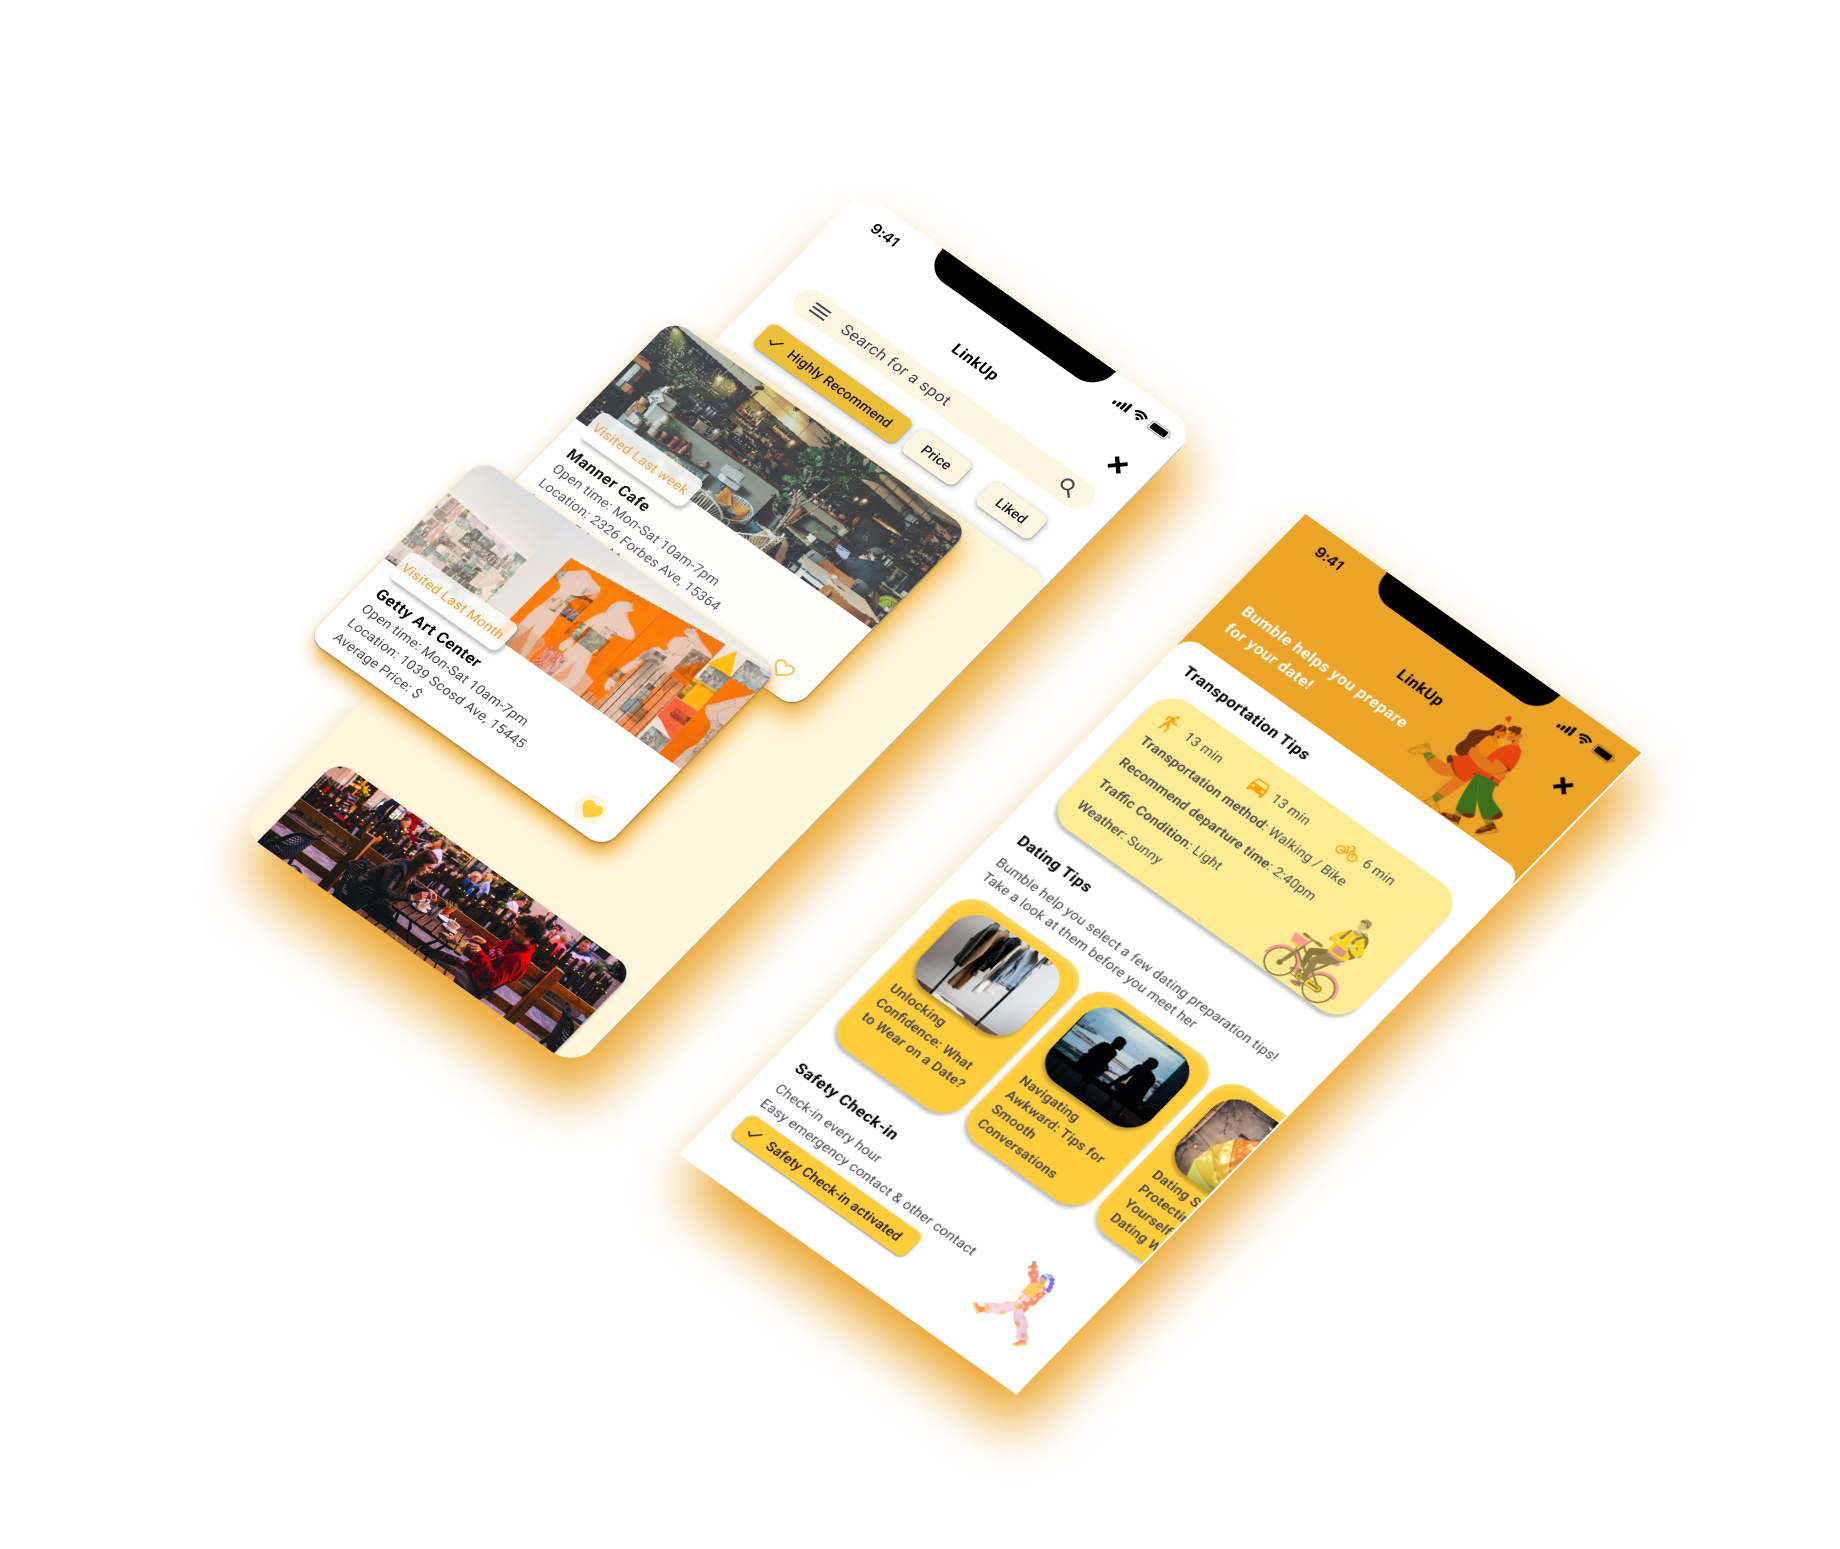 9:41
LinkUp
Search for a spot
Highly Recommend
Price
Liked
Visited Last week
Manner Cafe
Open time: Mon-Sat 10am-7pm
Location: 2326 Forbes Ave, 15364
Visited Last Month
Getty Art Center
Open time: Mon-Sat 10am-7pm
Location: 1039 Scosd Ave, 15445
Average Price: $
9:41
LinkUp
Bumble helps you prepare
for your date!
Transportation Tips
13 min
13 min
6 min
Transportation method: Walking / Bike
Recommend departure time: 2:40pm
Traffic Condition: Light
Weather: Sunny
Dating Tips
Bumble help you select a few dating preparation tips!
Take a look at them before you meet her
Unlocking
Confidence: What
to Wear on a Date?
Navigating
Awkward: Tips for
Smooth
Conversations
Dating S
Protectin
Yourself
Dating W
Safety Check-in
Check-in every hour
Easy emergency contact & other contact
Safety Check-in activated